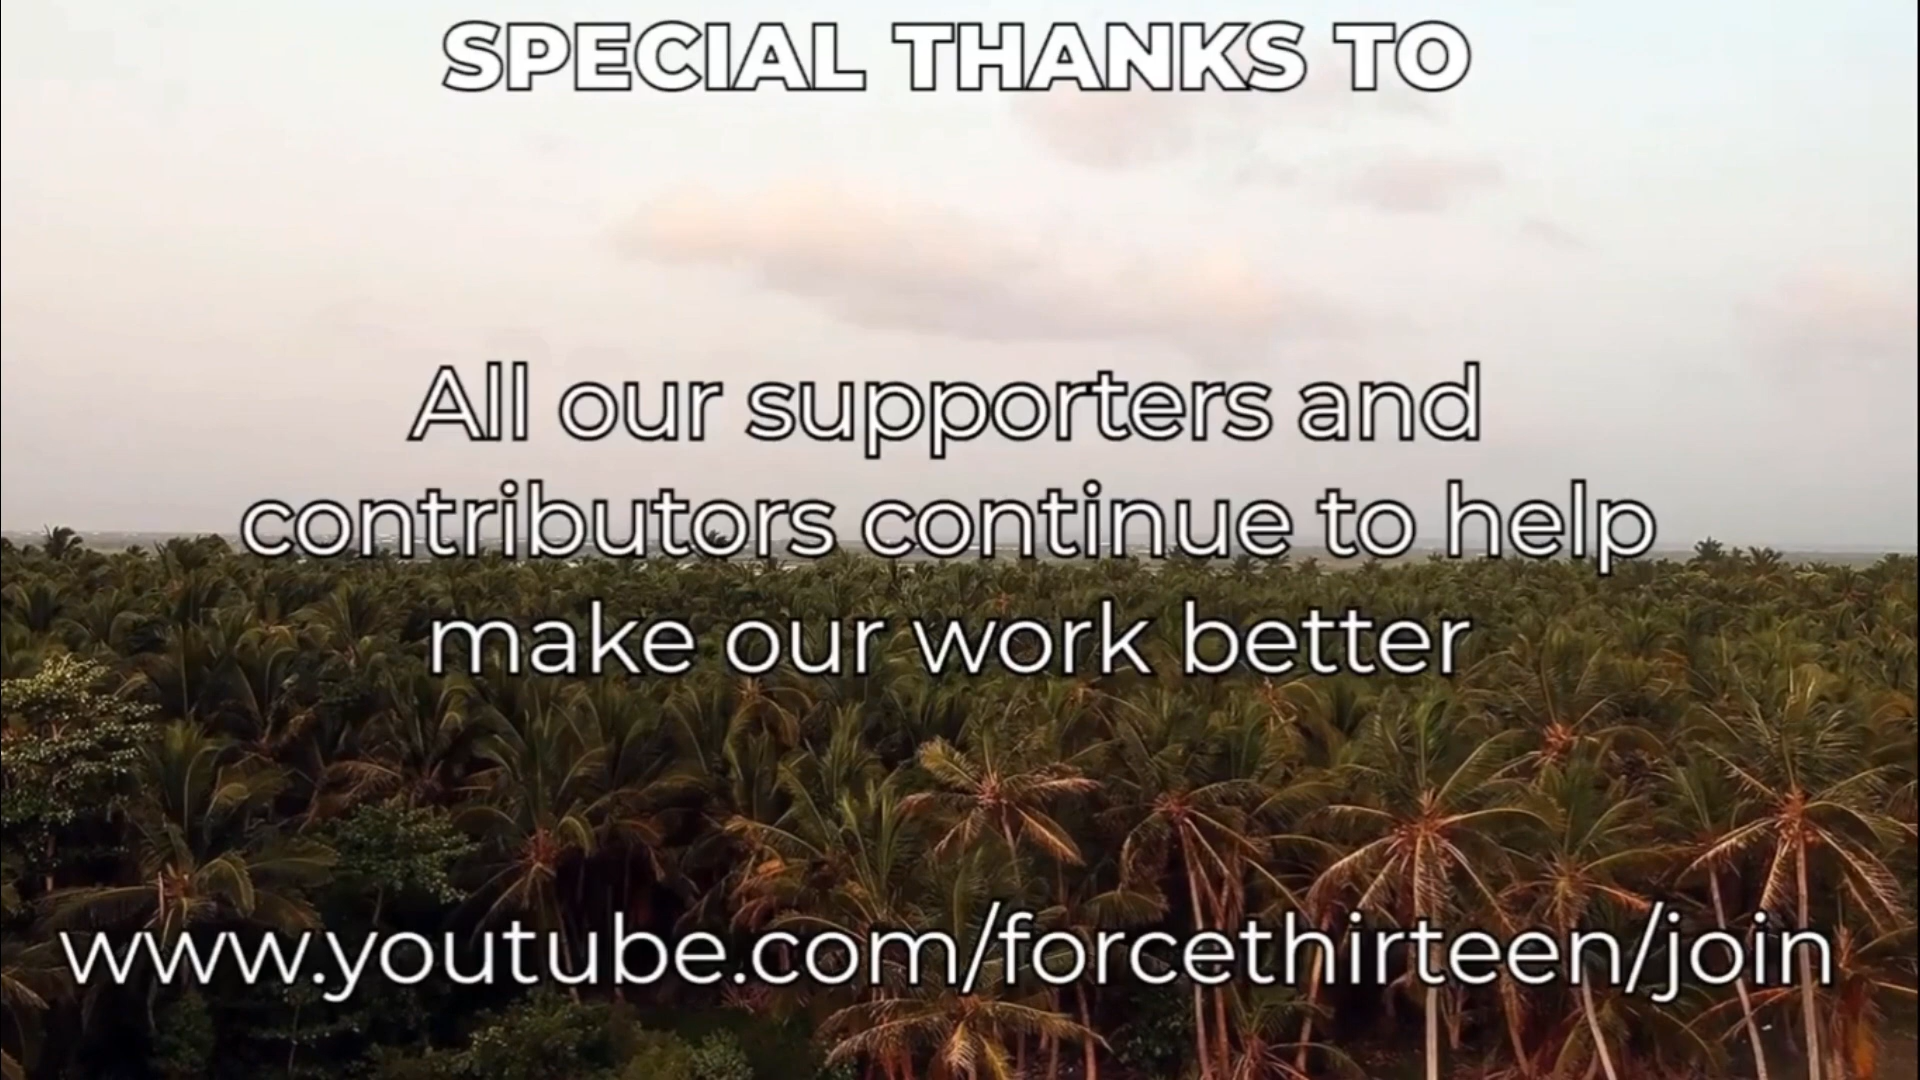 SPECIAL THANKS TO
All our supporters and
contributors continue to help
make our work better
www.youtube.com/forcethirteen/join